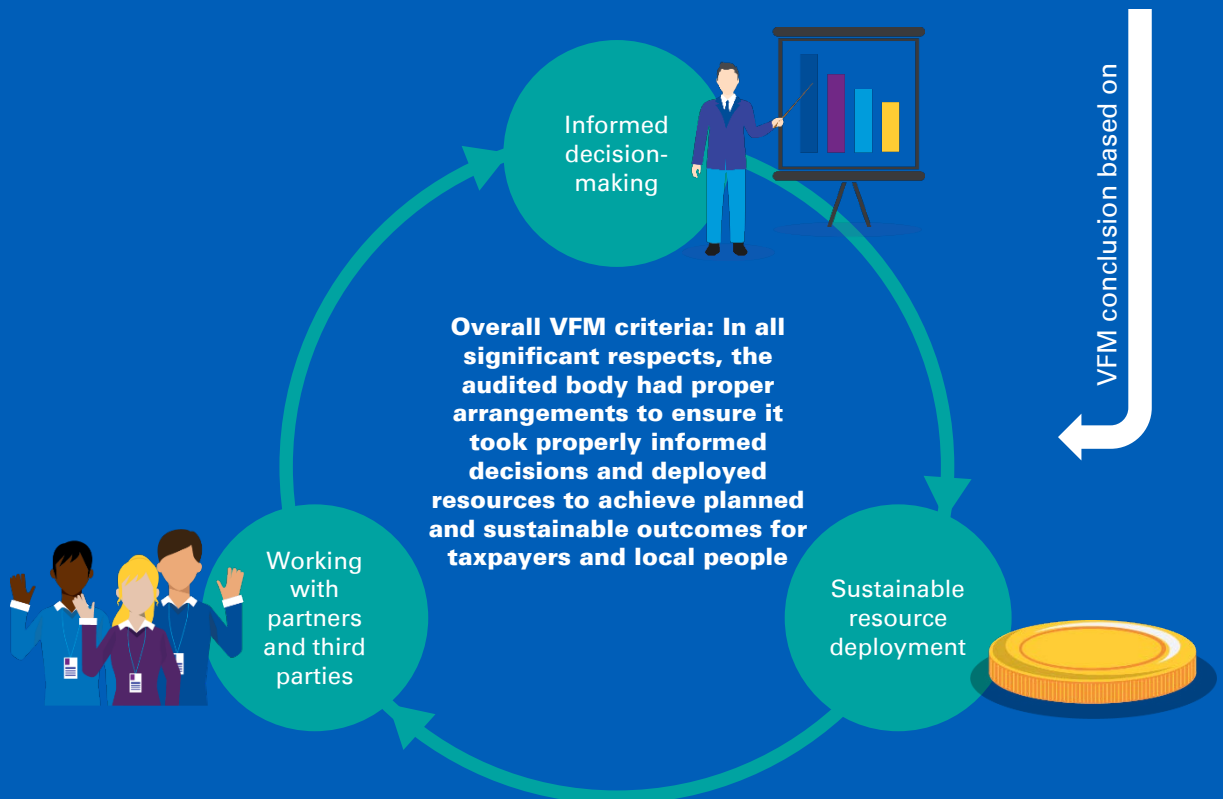 VFM conclusion based on
Informed
decision-
making
Overall VFM criteria: In all
significant respects, the
audited body had proper
arrangements to ensure it
took properly informed
decisions and deployed
resources to achieve planned
and sustainable outcomes for
taxpayers and local people
Working
with
partners
and third
parties
Sustainable
resource
deployment